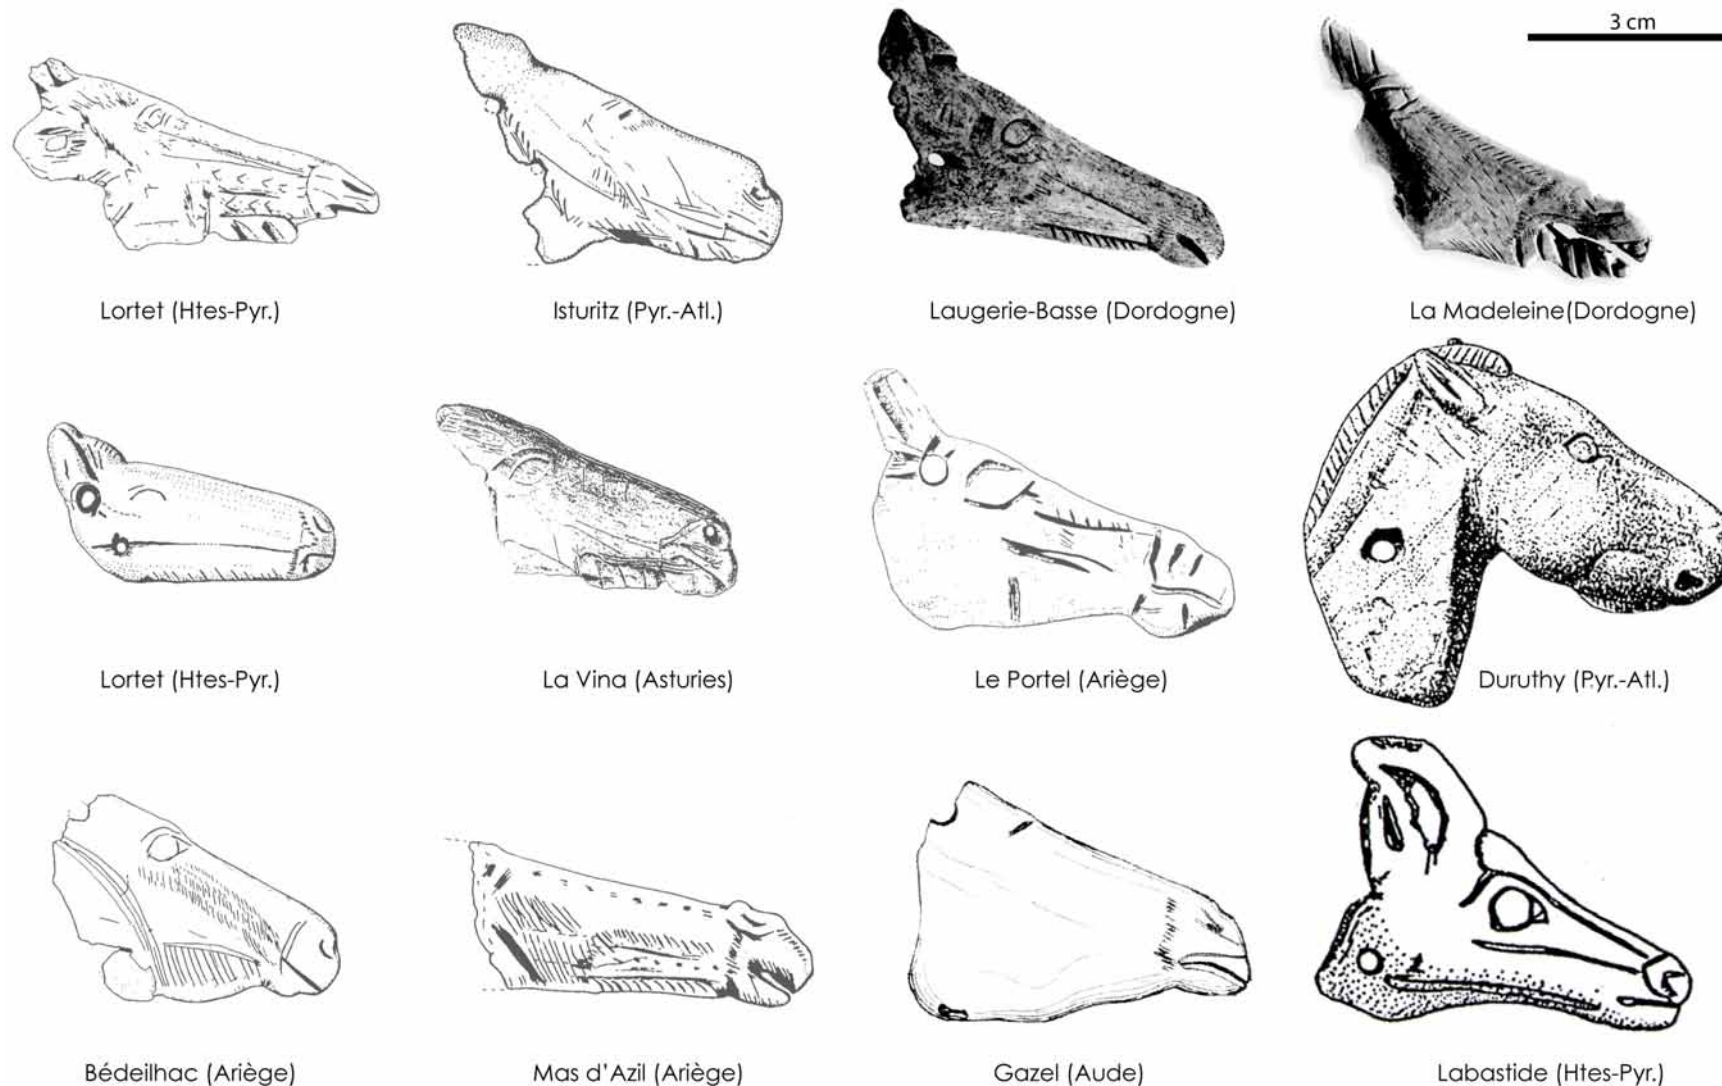 3 cm
Lortet (Htes-Pyr.)
Isturitz (Pyr.-Atl.)
Laugerie-Basse (Dordogne)
La Madeleine(Dordogne)
Lortet (Htes-Pyr.)
La Vina (Asturies)
Le Portel (Ariège)
Duruthy (Pyr.-Atl.)
Bédeilhac (Ariège)
Mas d'Azil (Ariège)
Gazel (Aude)
Labastide (Htes-Pyr.)